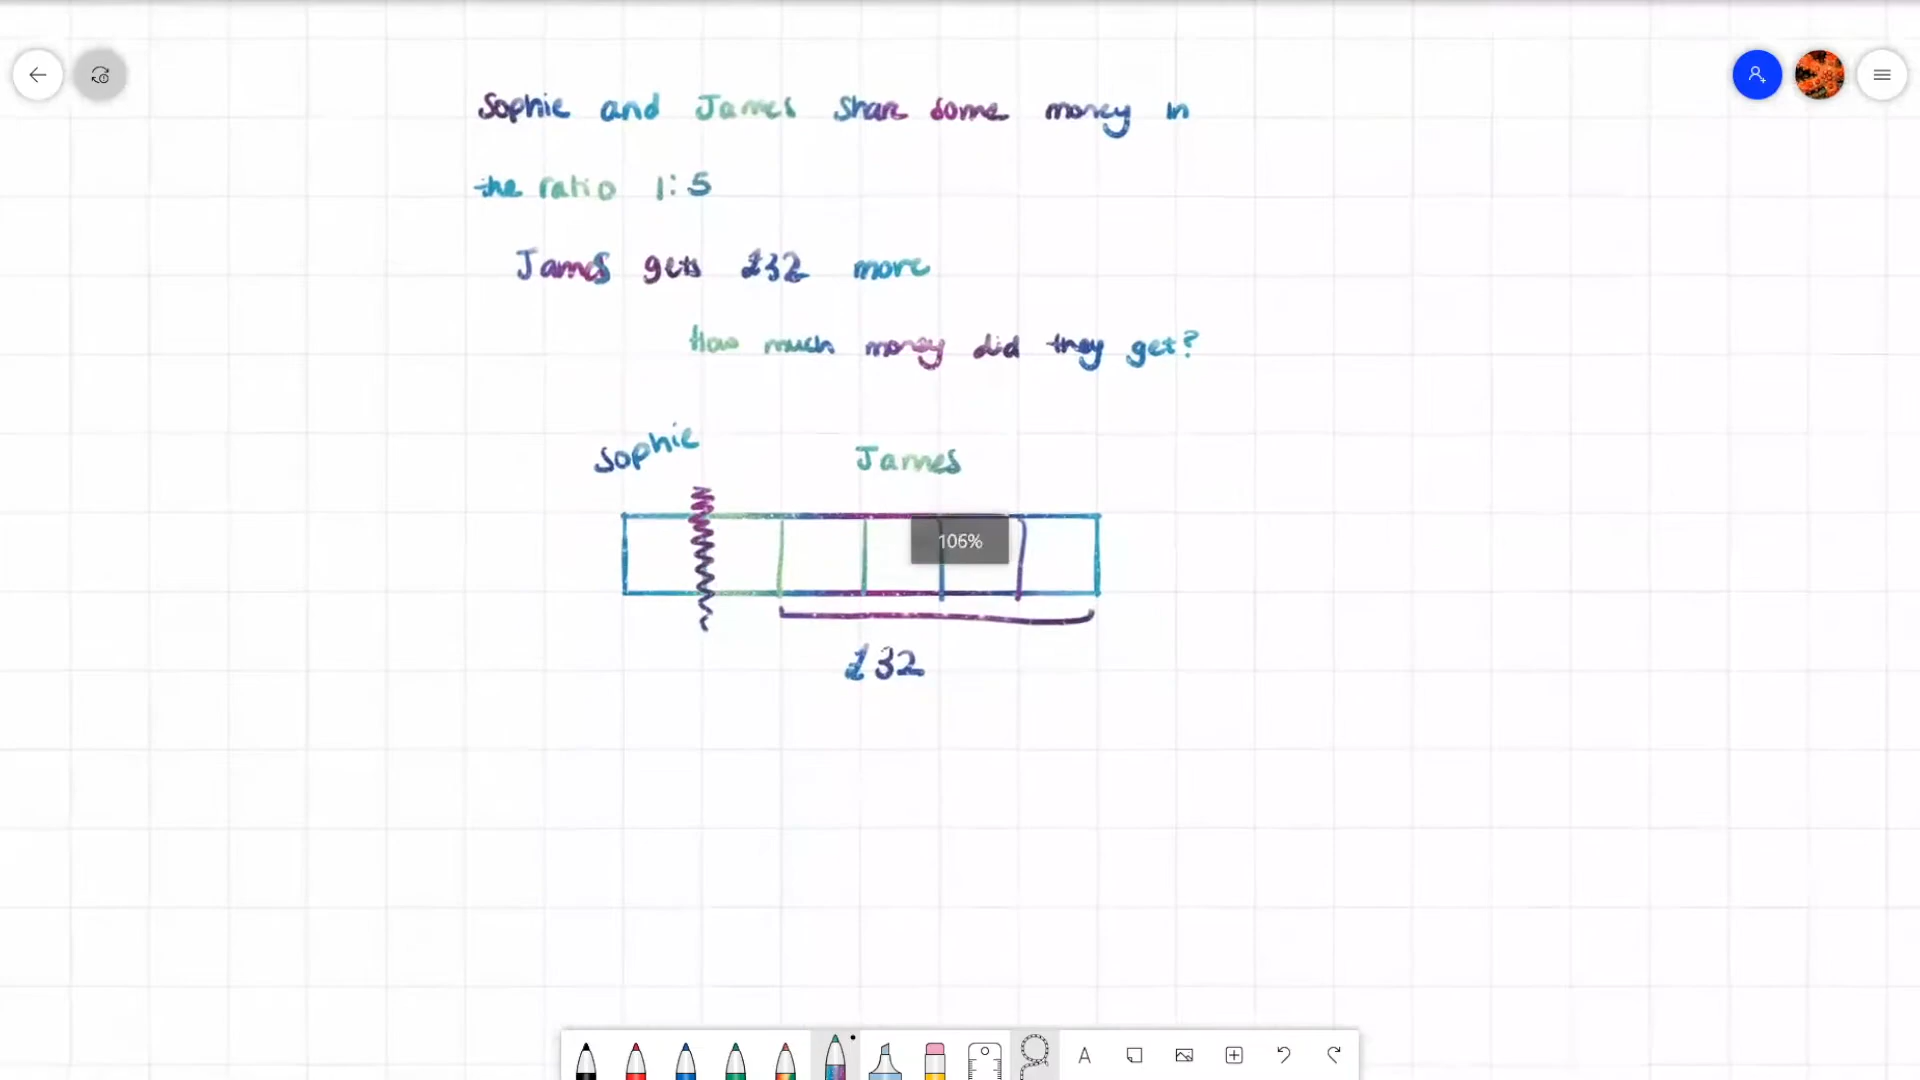 Sophie and James share some money in
the ratio 1:5
James gets £32 more
How much money did they get?
Sophie
James
106%
£32
A